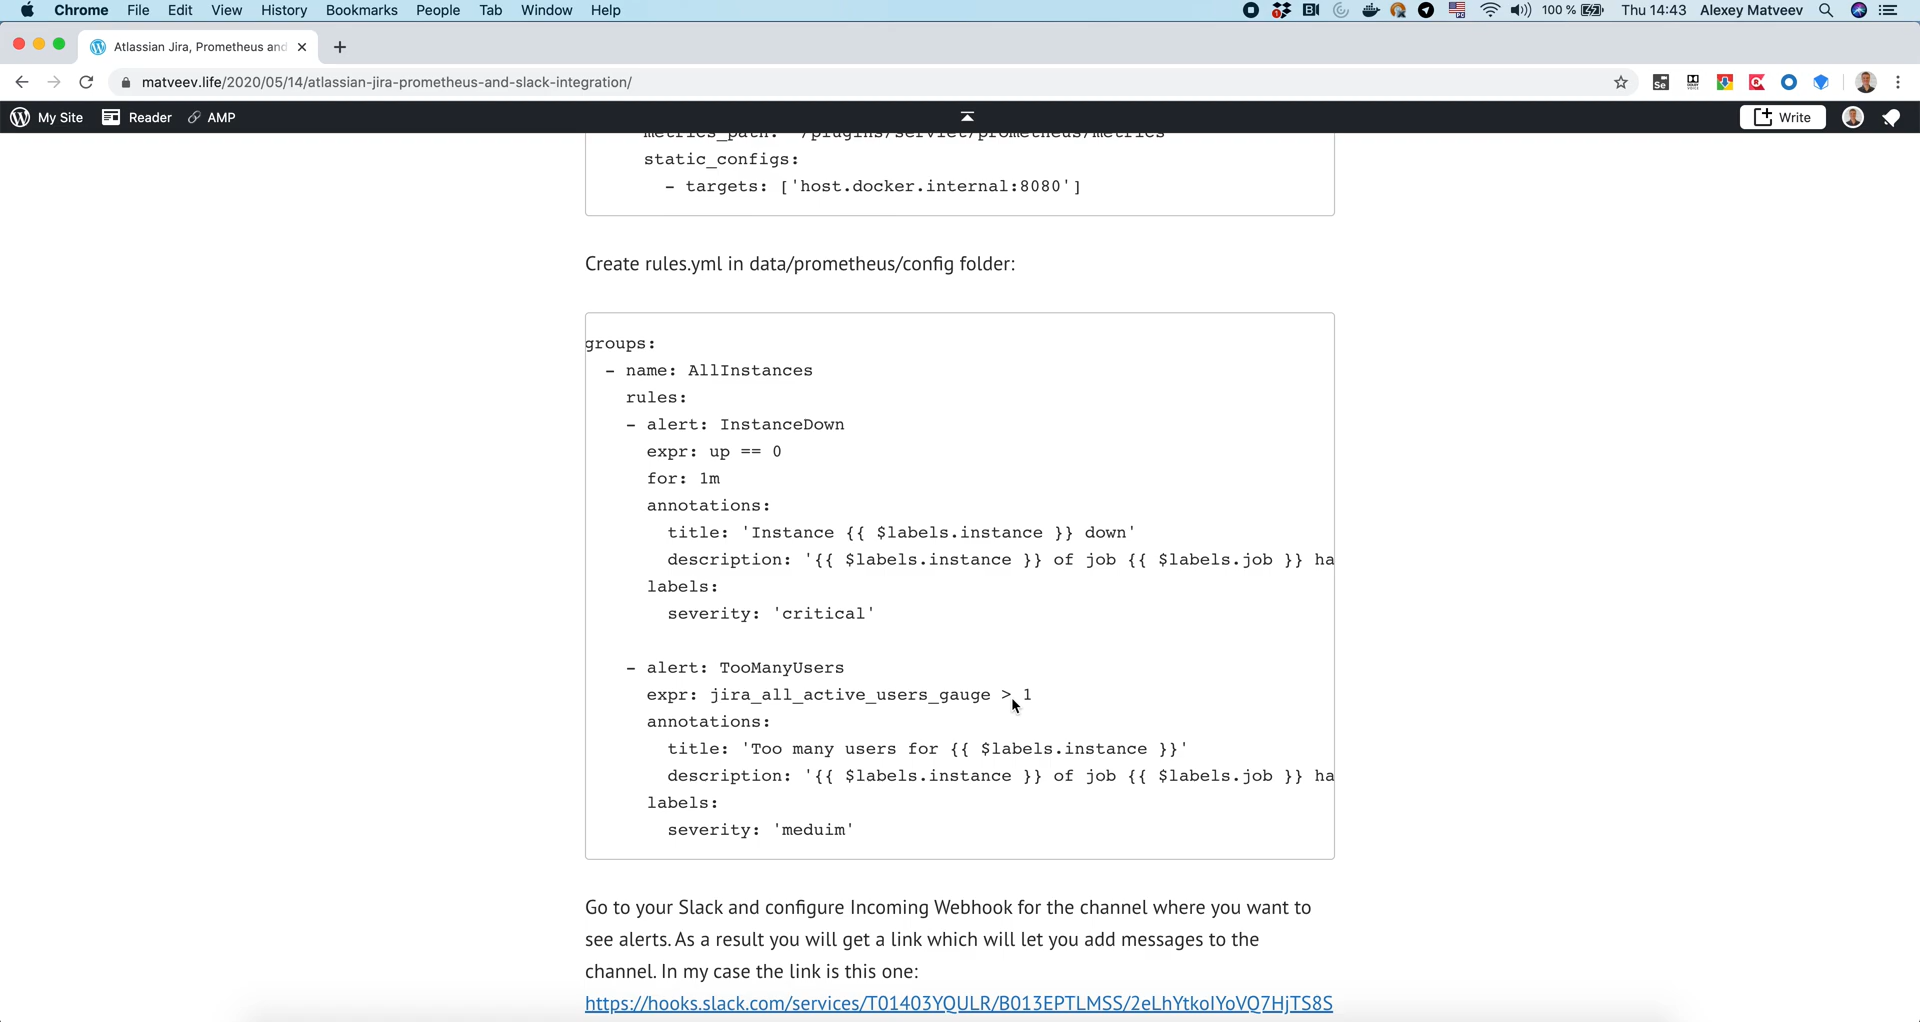 Chrome File Edit View History Bookmarks People Tab Window Help 100 % Thu 14:43 Alexey Matveev
Atlassian Jira, Prometheus and
matveev.life/2020/05/14/atlassian-jira-prometheus-and-slack-integration/
My Site Reader AMP Write
metrics_path: '/plugins/servlet/prometheus/metrics'
static_configs:
- targets: ['host.docker.internal:8080']
Create rules.yml in data/prometheus/config folder:
groups:
- name: AllInstances
rules:
- alert: InstanceDown
expr: up == 0
for: 1m
annotations:
title: 'Instance {{ $labels.instance }} down'
description: '{{ $labels.instance }} of job {{ $labels.job }} ha
labels:
severity: 'critical'
- alert: TooManyUsers
expr: jira_all_active_users_gauge > 1
annotations:
title: 'Too many users for {{ $labels.instance }}'
description: '{{ $labels.instance }} of job {{ $labels.job }} ha
labels:
severity: 'meduim'
Go to your Slack and configure Incoming Webhook for the channel where you want to
see alerts. As a result you will get a link which will let you add messages to the
channel. In my case the link is this one:
https://hooks.slack.com/services/T01403YQULR/B013EPTLMSS/2eLhYtkoIYoVQ7HjTS8S